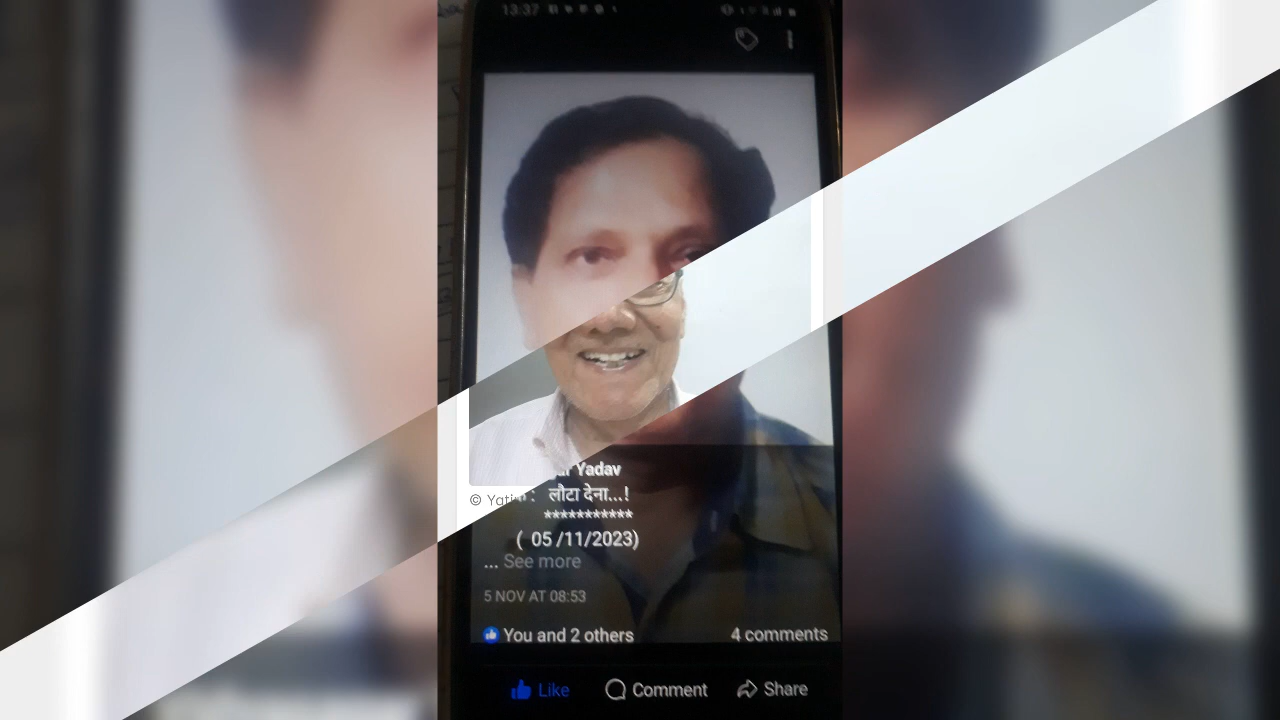 13:37
Yadav
: लौटा देना...!
© Yati
***********
( 05 /11/2023)
... See more
5 NOV AT 08:53
You and 2 others 4 comments
Like Comment Share